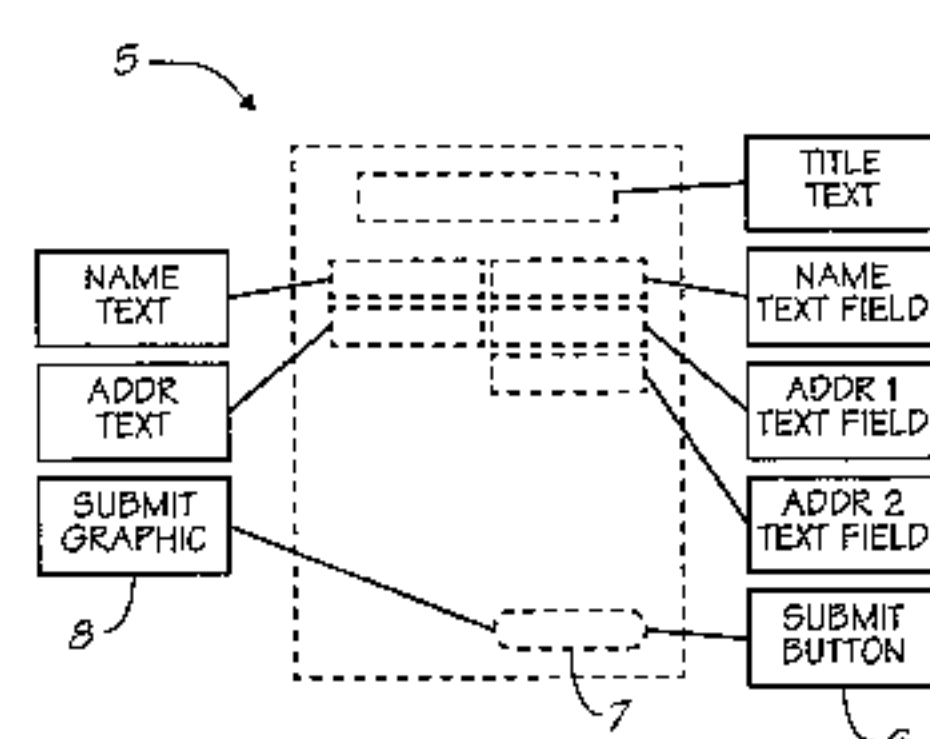 5
TITLE
TEXT
NAME
TEXT
NAME
TEXT FIELD
ADDR
TEXT
ADDR 1
TEXT FIELD
SUBMIT
GRAPHIC
ADDR 2
TEXT FIELD
8
SUBMIT
BUTTON
7